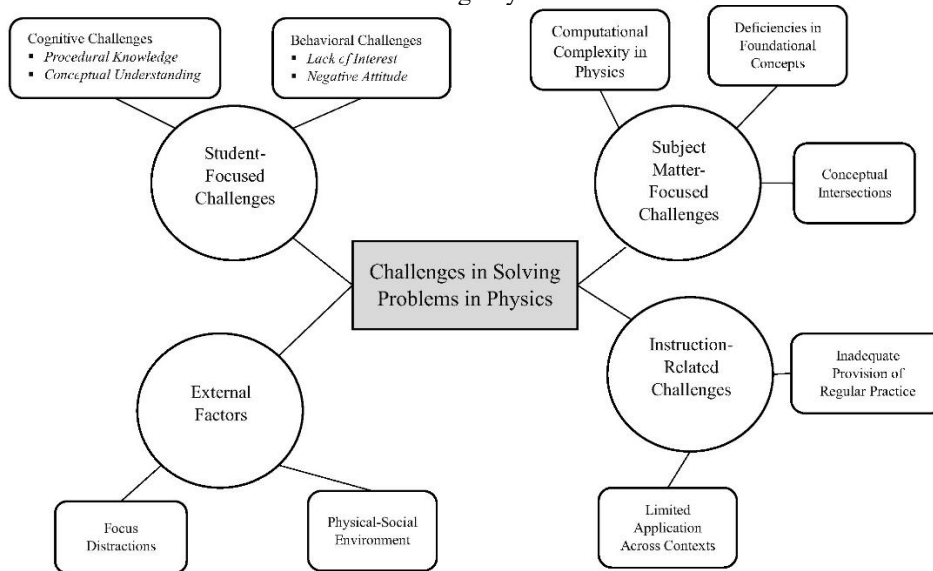 Cognitive Challenges
▪ Procedural Knowledge
▪ Conceptual Understanding
Behavioral Challenges
▪ Lack of Interest
▪ Negative Attitude
Computational
Complexity in
Physics
Deficiencies in
Foundational
Concepts
Student-
Focused
Challenges
Subject
Matter-
Focused
Challenges
Conceptual
Intersections
Challenges in Solving
Problems in Physics
External
Factors
Instruction-
Related
Challenges
Inadequate
Provision of
Regular Practice
Focus
Distractions
Physical-Social
Environment
Limited
Application
Across Contexts